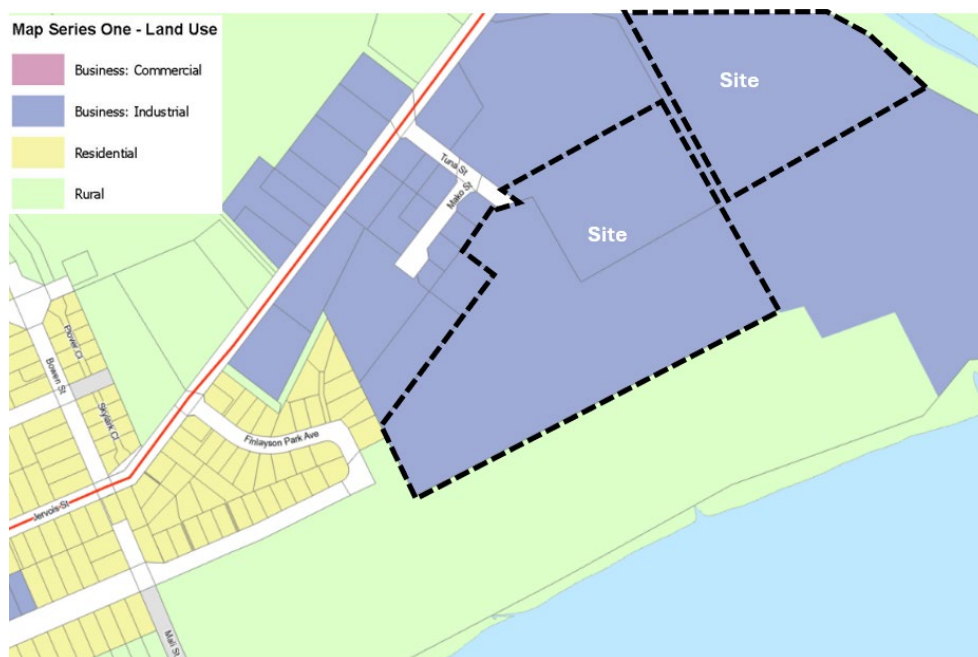 Map Series One - Land Use
Business: Commercial
Business: Industrial
Residential
Rural
Site
Site
Tuna St
Mako St
Plover Cl
Bowen St
Skylark Cl
Finlayson Park Ave
Jervois St
Mall St